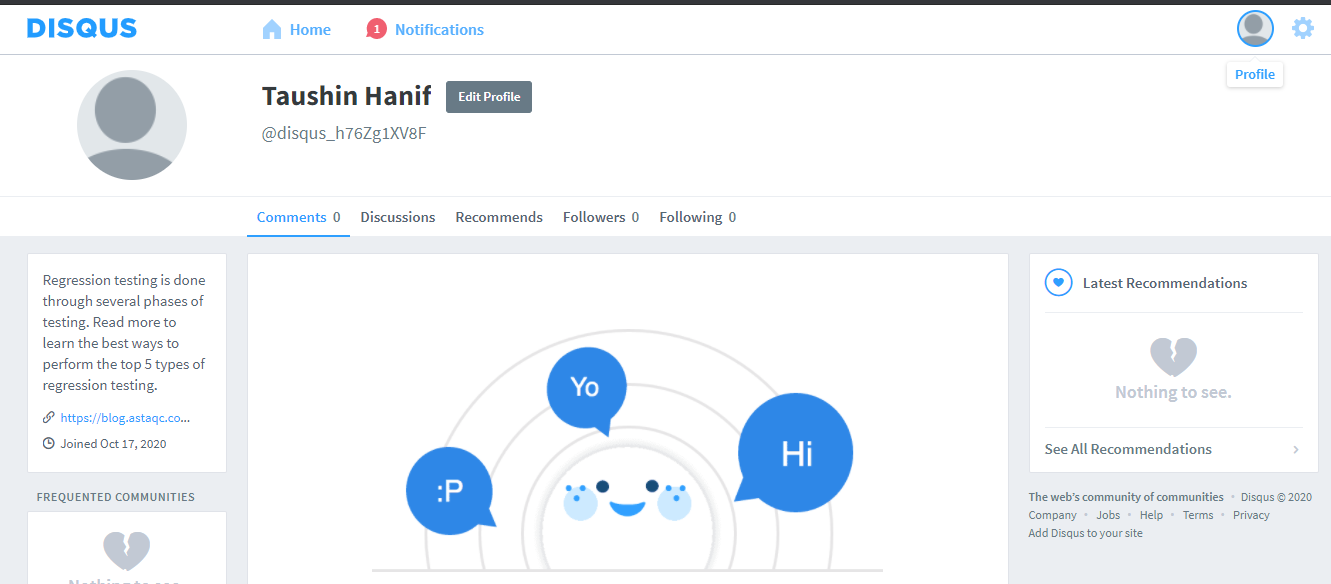 DISQUS
Home
1 Notifications
Profile
Taushin Hanif
Edit Profile
@disqus_h76Zg1XV8F
Comments 0 Discussions Recommends Followers 0 Following 0
Regression testing is done
through several phases of
testing. Read more to
learn the best ways to
perform the top 5 types of
regression testing.
https://blog.astaqc.co...
Joined Oct 17, 2020
FREQUENTED COMMUNITIES
Nothing to see
Yo
Hi
:P
Latest Recommendations
Nothing to see.
See All Recommendations
The web's community of communities • Disqus © 2020
Company • Jobs • Help • Terms • Privacy
Add Disqus to your site